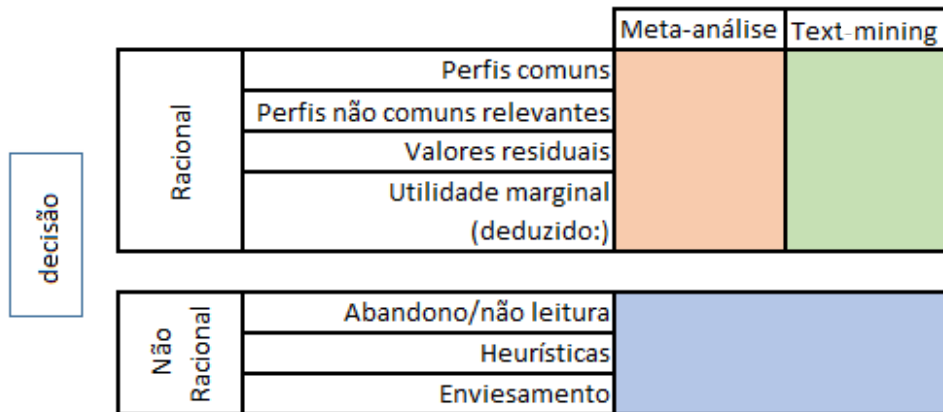 Meta-análise Text-mining
Perfis comuns
Perfis não comuns relevantes
Valores residuais
Utilidade marginal
(deduzido:)
Racional
decisão
Abandono/não leitura
Heurísticas
Enviesamento
Não
Racional